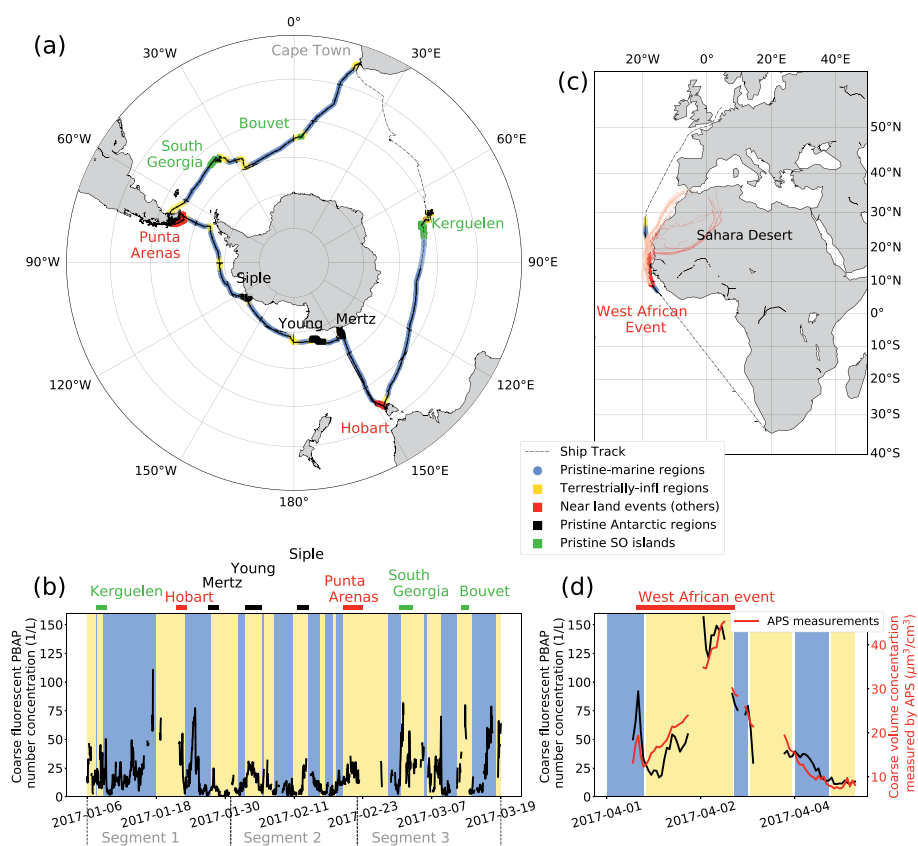 (a)
0°
Cape Town
30°W
30°E
60°W
60°E
90°W
90°E
120°W
120°E
150°W
150°E
180°
South
Georgia
Bouvet
Kerguelen
Punta
Arenas
Siple
Young
Mertz
Hobart
(c)
20°W
0°E
20°E
40°E
50°N
40°N
30°N
20°N
10°N
0°
10°S
20°S
30°S
40°S
Sahara Desert
West African
Event
Ship Track
Pristine-marine regions
Terrestrially-infl regions
Near land events (others)
Pristine Antarctic regions
Pristine SO islands
(b)
Kerguelen
Hobart
Mertz
Young
Siple
Punta
Arenas
South
Georgia
Bouvet
Coarse fluorescent PBAP
number concentration (1/L)
150
125
100
75
50
25
0
2017-01-06
2017-01-18
2017-01-30
2017-02-11
2017-02-23
2017-03-07
2017-03-19
Segment 1
Segment 2
Segment 3
(d)
West African event
APS measurements
Coarse fluorescent PBAP
number concentration (1/L)
150
125
100
75
50
25
0
40
30
20
10
Coarse volume concentartion
measured by APS (μm³/cm³)
2017-04-01
2017-04-02
2017-04-04